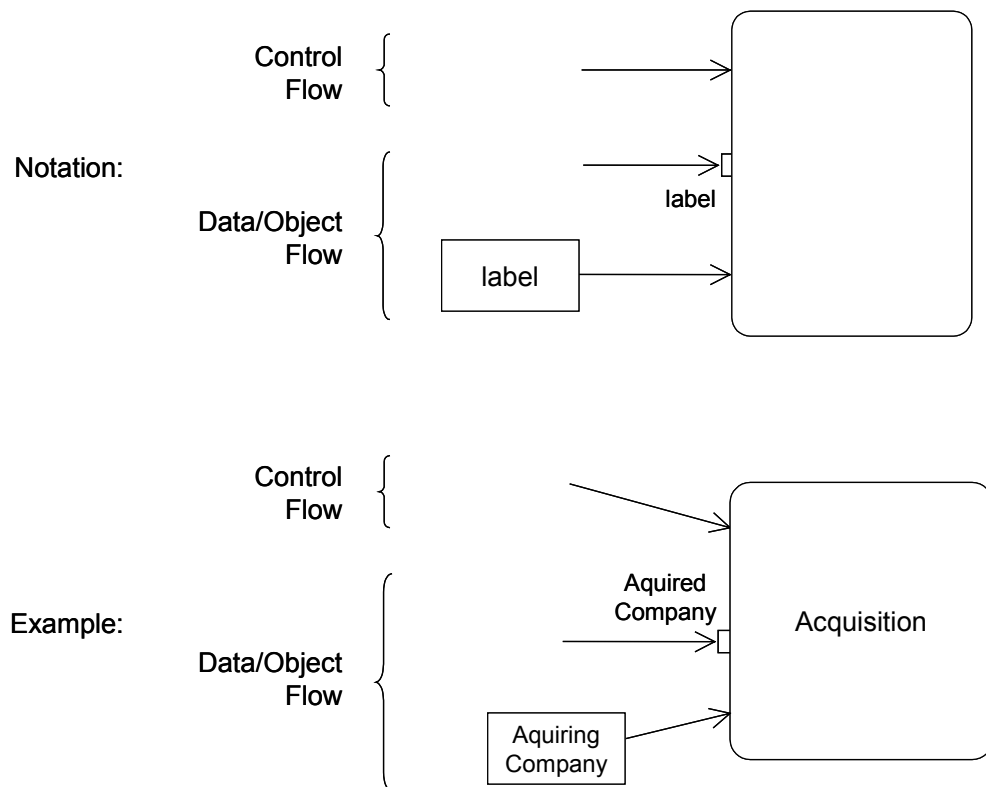 Control
Flow
Notation:
label
Data/Object
Flow
label
Control
Flow
Aquired
Company
Example:
Acquisition
Data/Object
Flow
Aquiring
Company